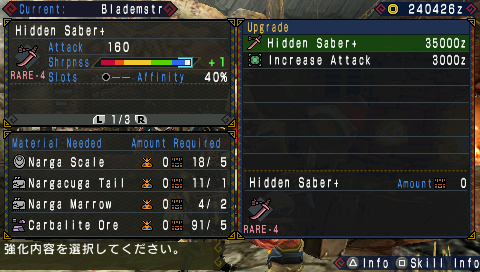 Current: Blademstr
240426z
Hidden Saber+
Attack 160
Shrpnss +1
RARE-4
Slots ●ーー Affinity 40%
L 1/3 R
Upgrade
Hidden Saber+ 35000z
Increase Attack 3000z
Material Needed Amount Required
Narga Scale 0 18/ 5
Nargacuga Tail 0 11/ 1
Narga Marrow 0 4/ 2
Carbalite Ore 0 91/ 5
Hidden Saber+ Amount 0
RARE-4
強化内容を選択してください。
△ Info □ Skill Info